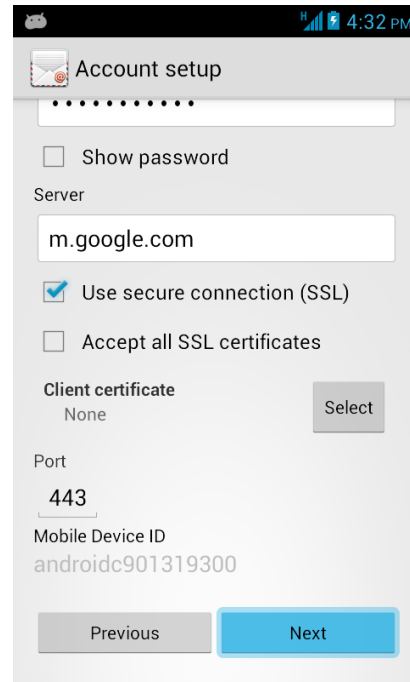 H 4:32 PM
Account setup
•••••••••••
Show password
Server
m.google.com
Use secure connection (SSL)
Accept all SSL certificates
Client certificate
None
Select
Port
443
Mobile Device ID
androidc901319300
Previous Next